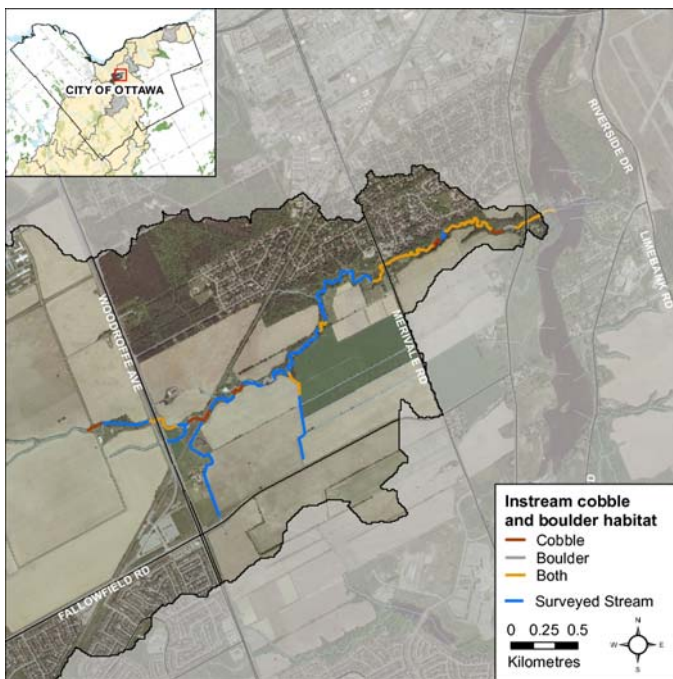 CITY OF OTTAWA
RIVERSIDE DR
LIMEBANK RD
WOODROFFE AVE
MERIVALE RD
D
FALLOWFIELD RD
Instream cobble
and boulder habitat
Cobble
Boulder
Both
Surveyed Stream
0 0.25 0.5
Kilometres
N
W E
S